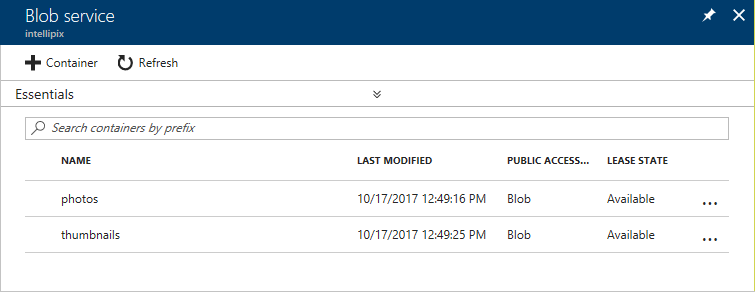 Blob service
intellipix
Container Refresh
Essentials
Search containers by prefix
NAME LAST MODIFIED PUBLIC ACCESS... LEASE STATE
photos 10/17/2017 12:49:16 PM Blob Available ...
thumbnails 10/17/2017 12:49:25 PM Blob Available ...